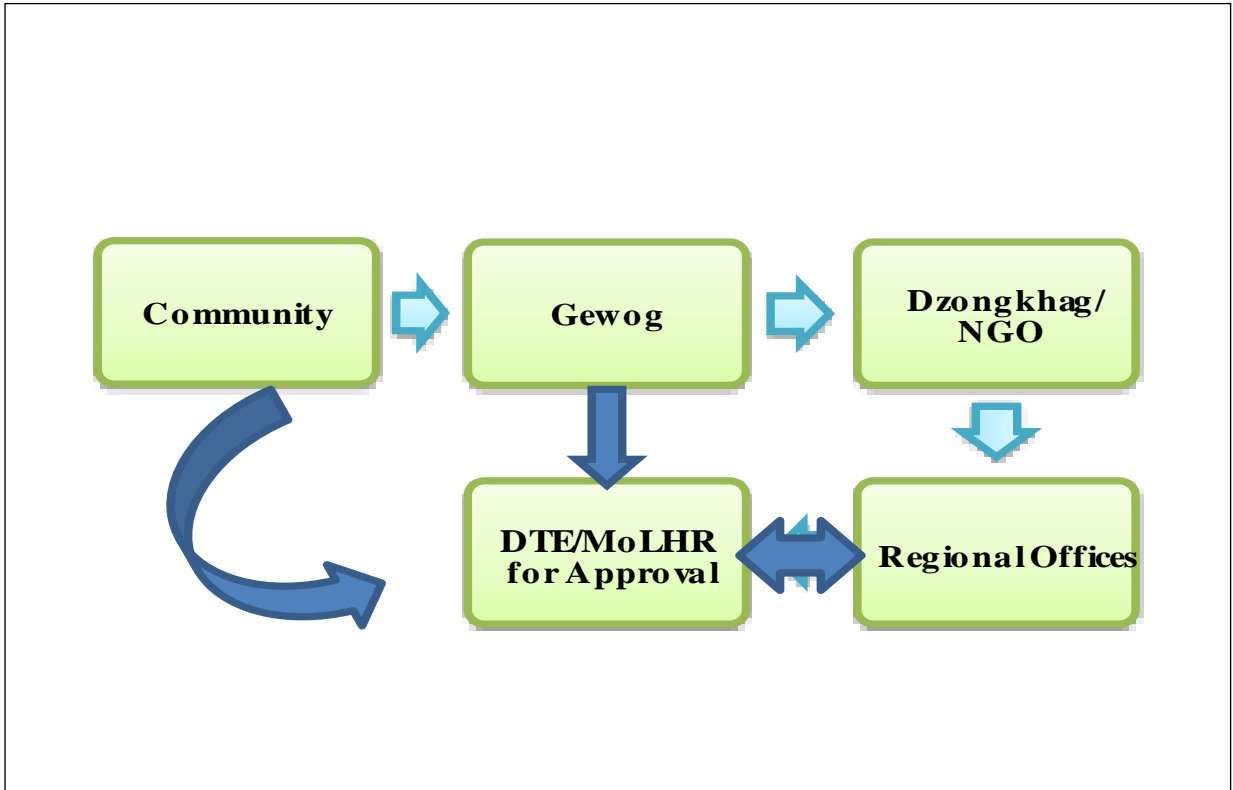 Community
Gewog
Dzongkhag/
NGO
DTE/MoLHR
for Approval
Regional Offices